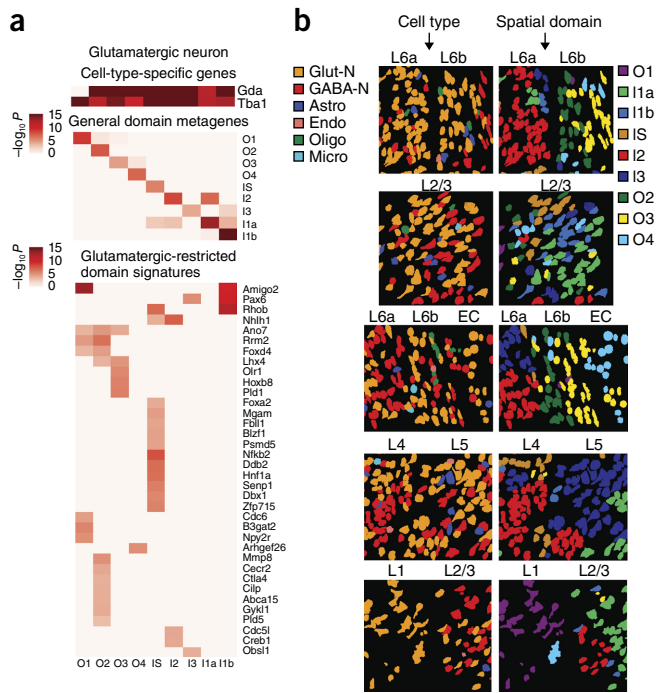 a
Glutamatergic neuron
Cell-type-specific genes
Gda
Tba1
–log10 P
15
10
5
0
General domain metagenes
O1
O2
O3
O4
IS
I2
I3
I1a
I1b
–log10 P
15
10
5
0
Glutamatergic-restricted
domain signatures
Amigo2
Pax6
Rhob
Nhlh1
Ano7
Rrm2
Foxd4
Lhx4
Olr1
Hoxb8
Pld1
Foxa2
Mgam
Fbll1
Blzf1
Psmd5
Nfkb2
Ddb2
Hnf1a
Senp1
Dbx1
Zfp715
Cdc6
B3gat2
Npy2r
Arhgef26
Mmp8
Cecr2
Ctla4
Cilp
Abca15
Gykl1
Pld5
Cdc5l
Creb1
Obsl1
O1 O2 O3 O4 IS I2 I3 I1a I1b
b
Cell type
Spatial domain
Glut-N
GABA-N
Astro
Endo
Oligo
Micro
L6a L6b
L6a L6b
O1
I1a
I1b
IS
I2
I3
O2
O3
O4
L2/3
L6a L6b EC
L6a L6b EC
L4 L5
L4 L5
L1 L2/3
L1 L2/3